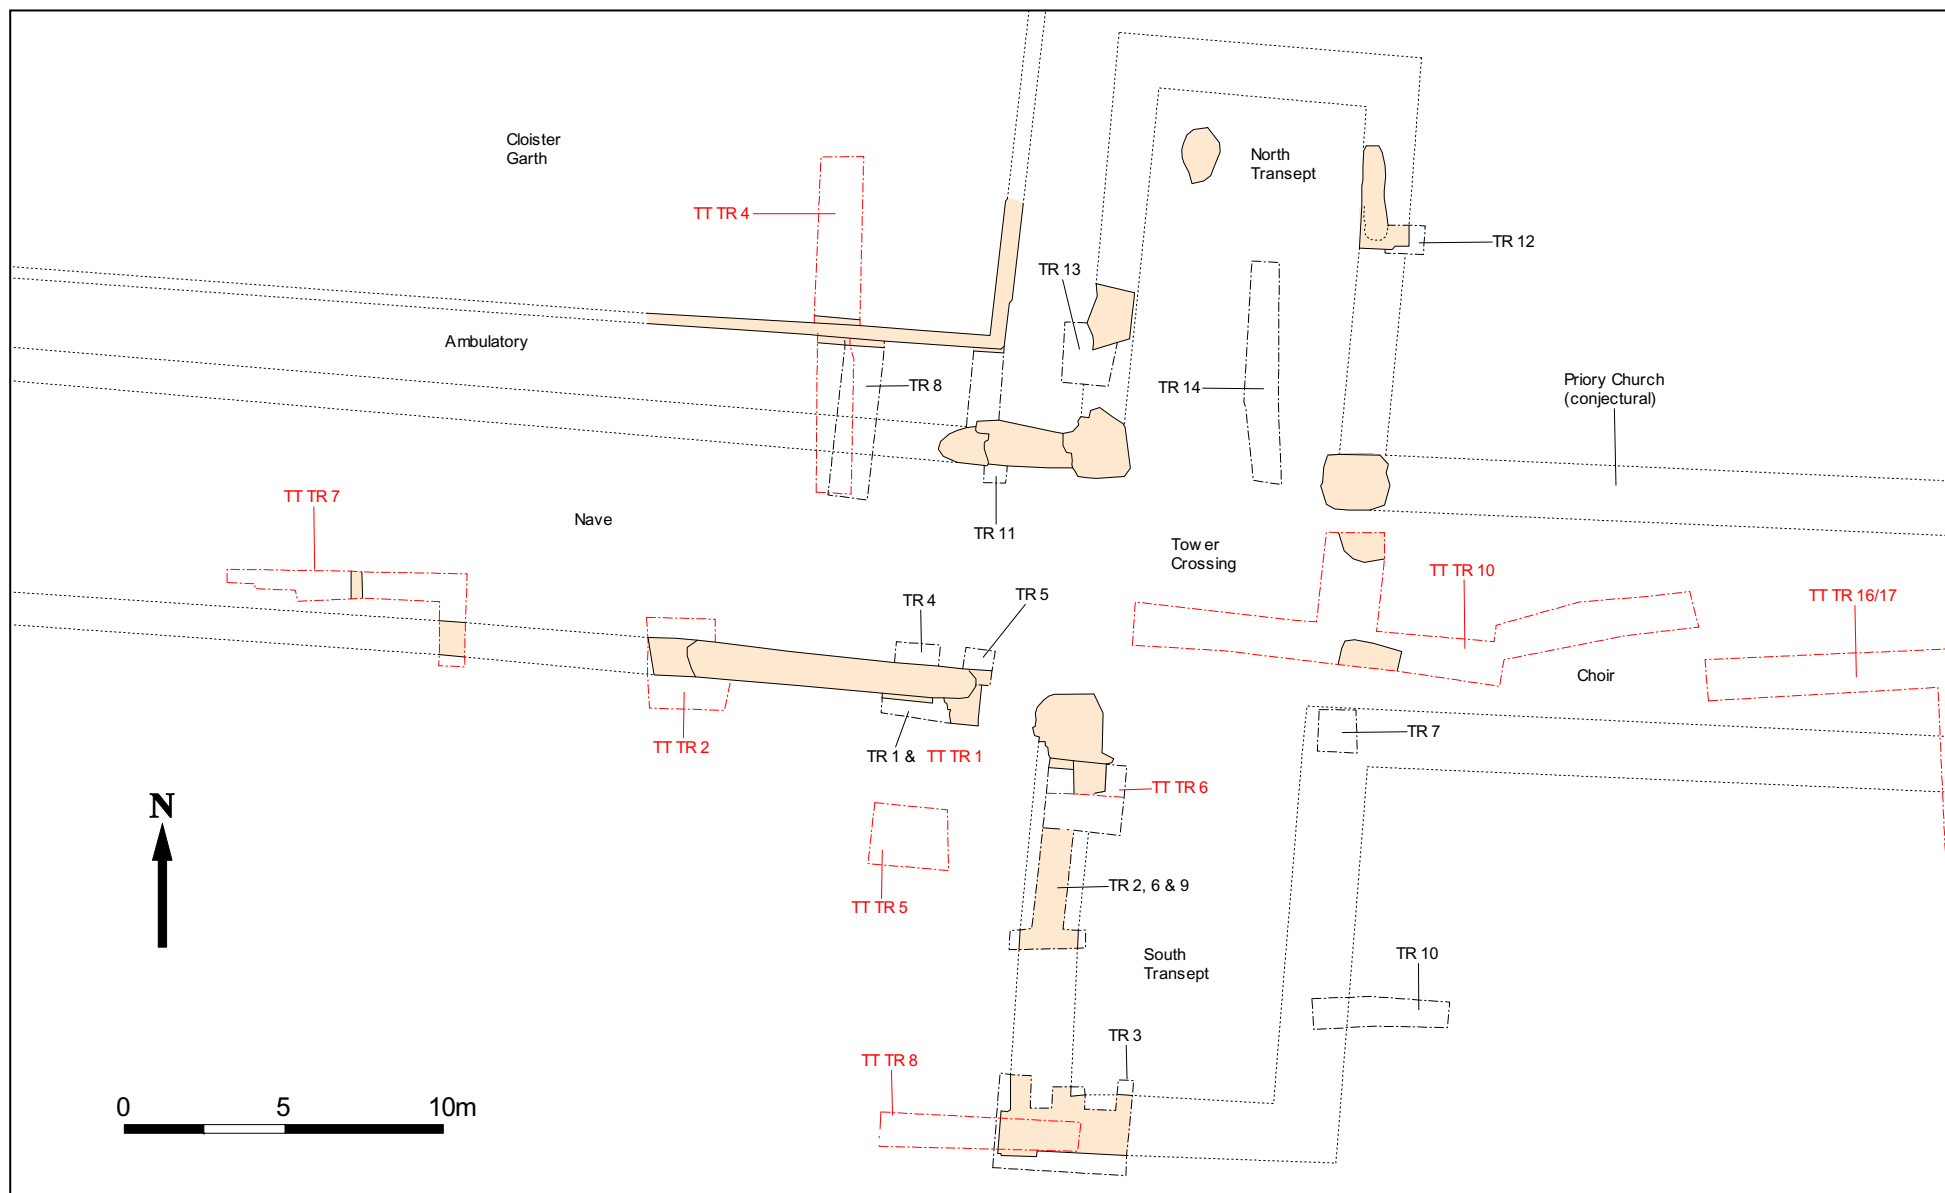 Cloister
Garth
North
Transept
TT TR 4
TR 12
TR 13
Ambulatory
TR 8
TR 14
Priory Church
(conjectural)
TT TR 7
Nave
TR 11
Tower
Crossing
TT TR 10
TR 4
TR 5
TT TR 16/17
Choir
TT TR 2
TR 1 & TT TR 1
TR 7
TT TR 6
N
TR 2, 6 & 9
TT TR 5
South
Transept
TR 10
TR 3
TT TR 8
0 5 10m